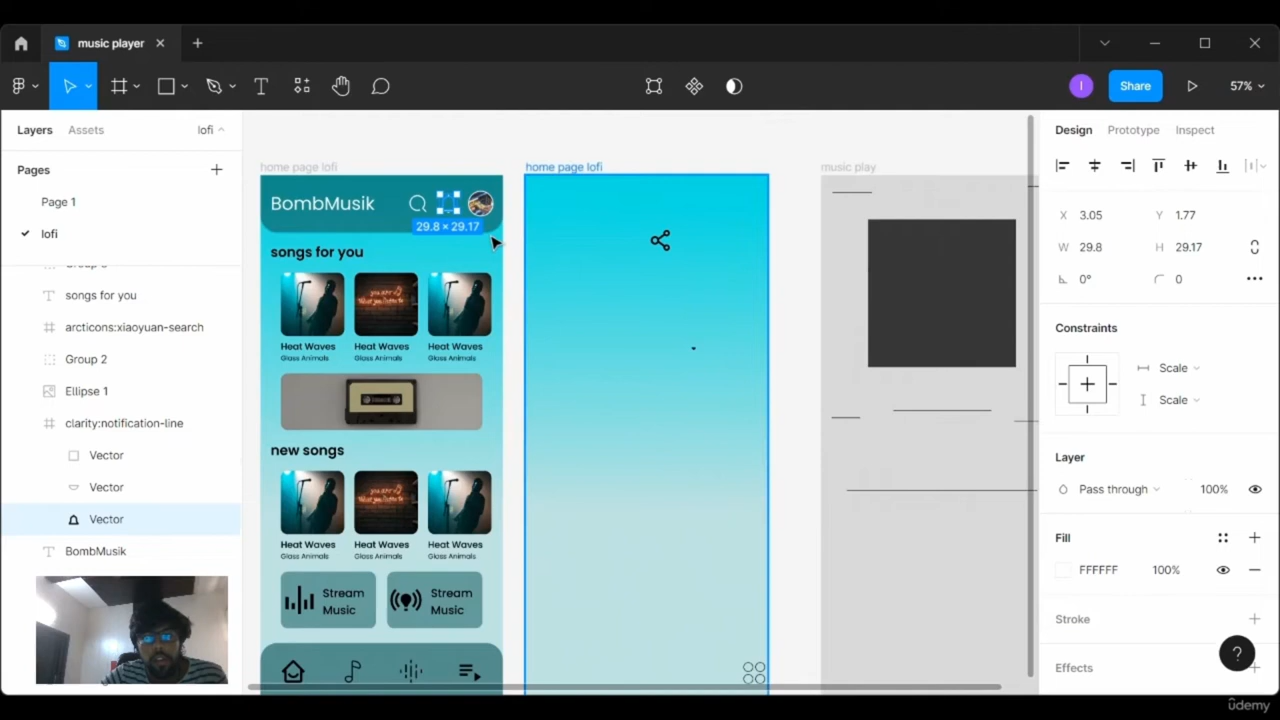 music player
Share
57%
Layers
Assets
lofi
Pages
Page 1
lofi
songs for you
arcticons:xiaoyuan-search
Group 2
Ellipse 1
clarity:notification-line
Vector
Vector
Vector
BombMusik
home page lofi
BombMusik
29.8 × 29.17
songs for you
Heat Waves
Glass Animals
Heat Waves
Glass Animals
Heat Waves
Glass Animals
new songs
Heat Waves
Glass Animals
Heat Waves
Glass Animals
Heat Waves
Glass Animals
Stream
Music
Stream
Music
home page lofi
music play
I
Design
Prototype
Inspect
X 3.05
Y 1.77
W 29.8
H 29.17
0°
0
Constraints
Scale
Scale
Layer
Pass through
100%
Fill
FFFFFF
100%
Stroke
Effects
?
ûdemy